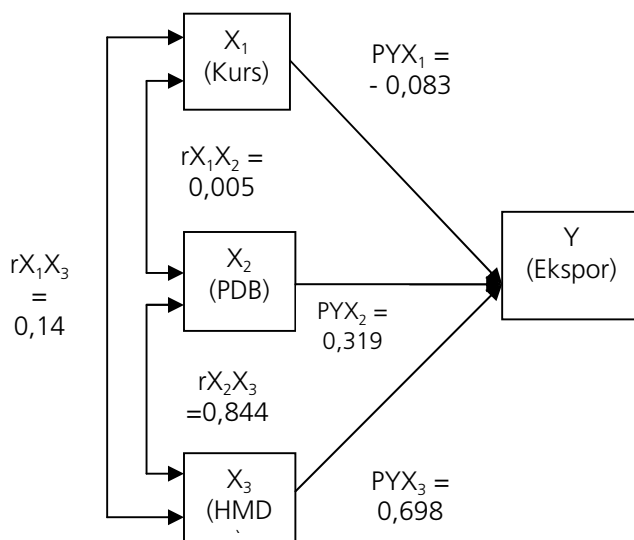 X₁
(Kurs)
PYX₁ =
- 0,083
rX₁X₂ =
0,005
rX₁X₃
=
0,14
X₂
(PDB)
PYX₂ =
0,319
Y
(Ekspor)
rX₂X₃
=0,844
X₃
(HMD
PYX₃ =
0,698